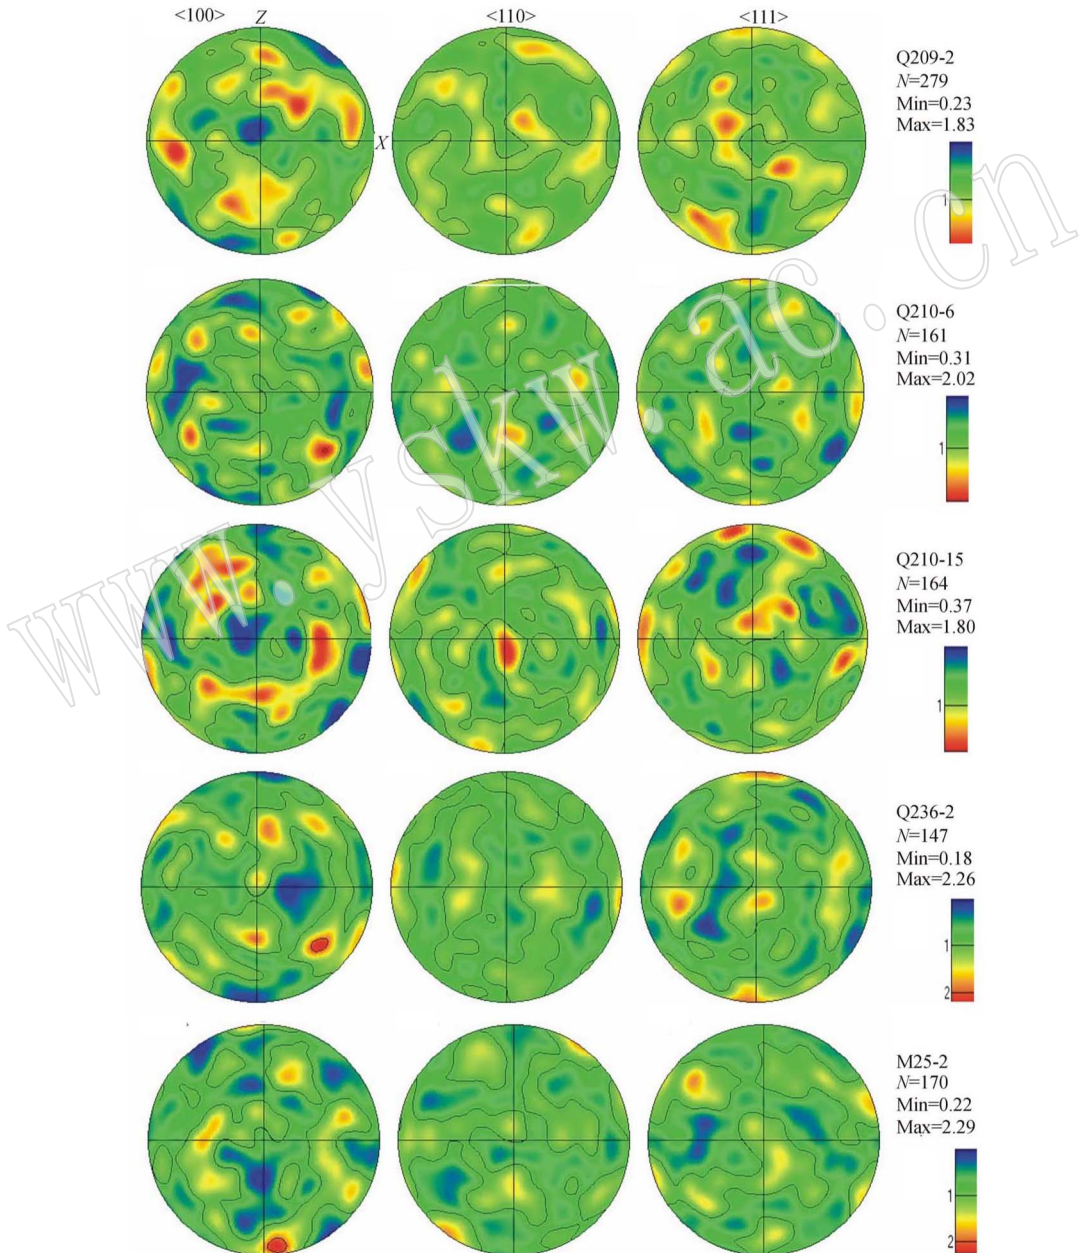 <100>
Z
<110>
<111>
X
Q209-2
N=279
Min=0.23
Max=1.83
1
Q210-6
N=161
Min=0.31
Max=2.02
1
Q210-15
N=164
Min=0.37
Max=1.80
1
Q236-2
N=147
Min=0.18
Max=2.26
1
2
M25-2
N=170
Min=0.22
Max=2.29
1
2
www.yskw.ac.cn